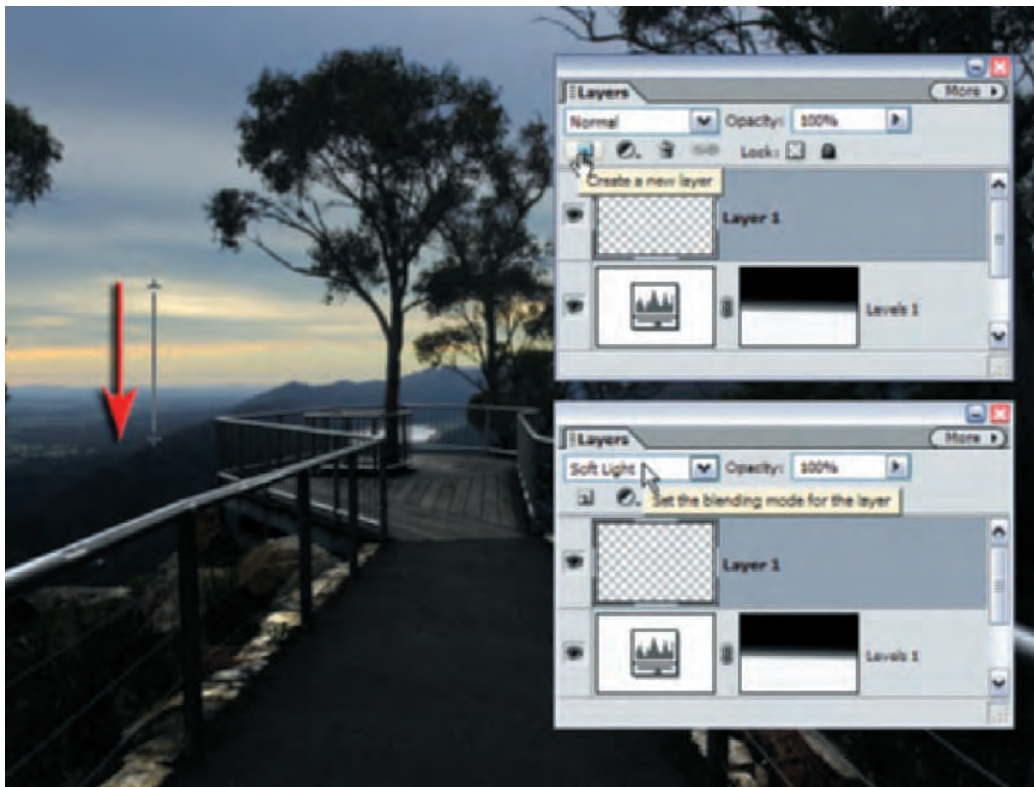 Layers
More
Normal
Opacity: 100%
Lock:
Create a new layer
Layer 1
Levels 1
Layers
More
Soft Light
Opacity: 100%
Set the blending mode for the layer
Layer 1
Levels 1